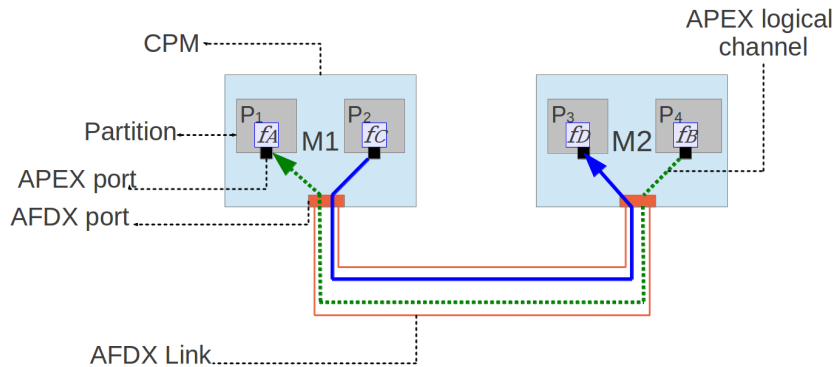 APEX logical
channel
CPM
P1
fA
M1
P2
fC
P3
fD
M2
P4
fB
Partition
APEX port
AFDX port
AFDX Link